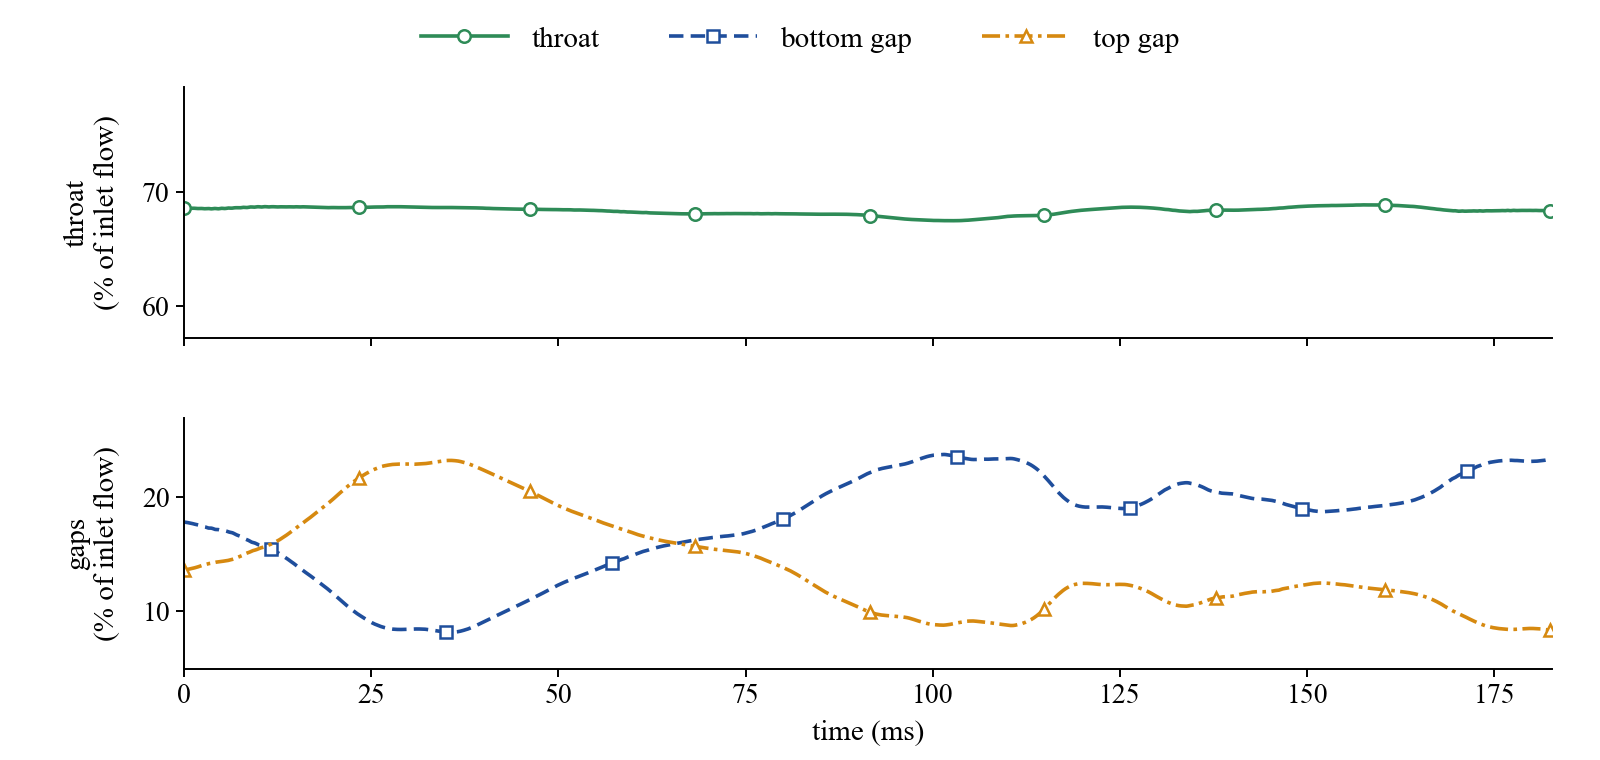 throat
bottom gap
top gap
throat
(% of inlet flow)
70
60
gaps
(% of inlet flow)
20
10
0
25
50
75
100
125
150
175
time (ms)